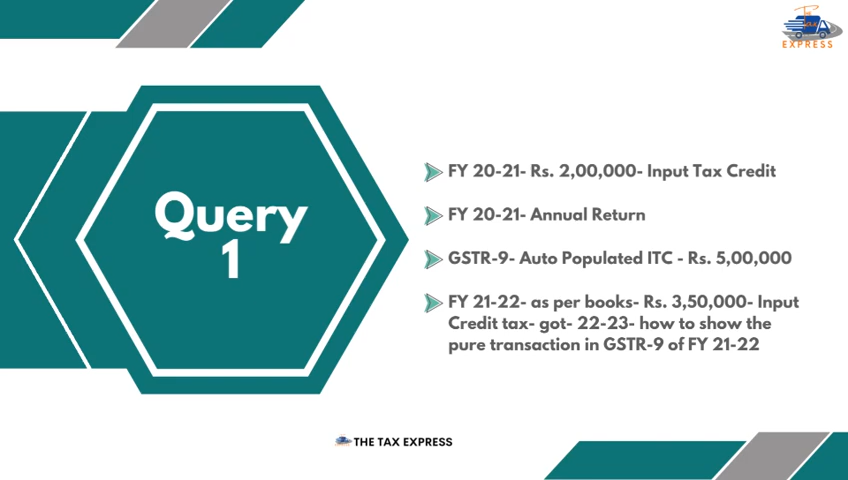 The
Tax
EXPRESS
Query
1
FY 20-21- Rs. 2,00,000- Input Tax Credit
FY 20-21- Annual Return
GSTR-9- Auto Populated ITC - Rs. 5,00,000
FY 21-22- as per books- Rs. 3,50,000- Input
Credit tax- got- 22-23- how to show the
pure transaction in GSTR-9 of FY 21-22
THE TAX EXPRESS